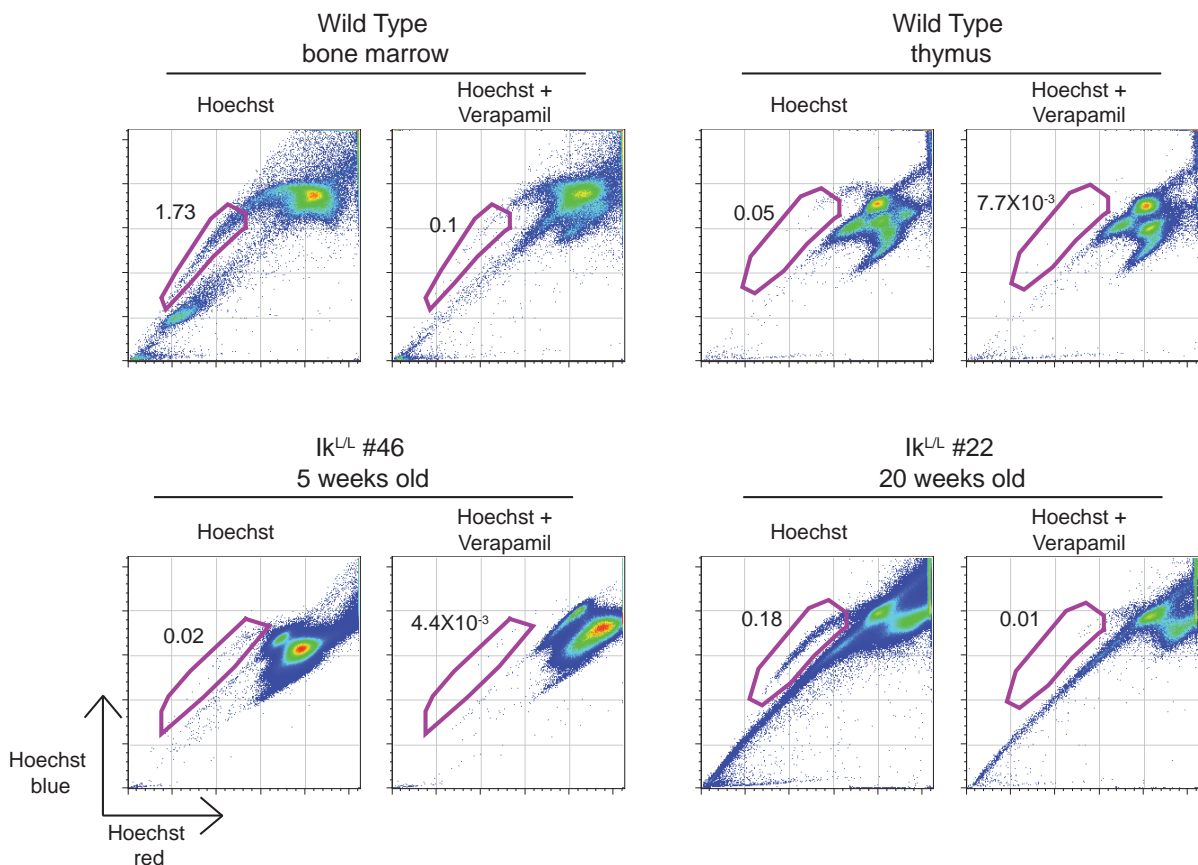 Wild Type
bone marrow
Hoechst
Hoechst +
Verapamil
1.73
0.1
Wild Type
thymus
Hoechst
Hoechst +
Verapamil
0.05
7.7X10⁻³
Ik^L/L #46
5 weeks old
Hoechst
Hoechst +
Verapamil
0.02
4.4X10⁻³
Ik^L/L #22
20 weeks old
Hoechst
Hoechst +
Verapamil
0.18
0.01
Hoechst
blue
Hoechst
red